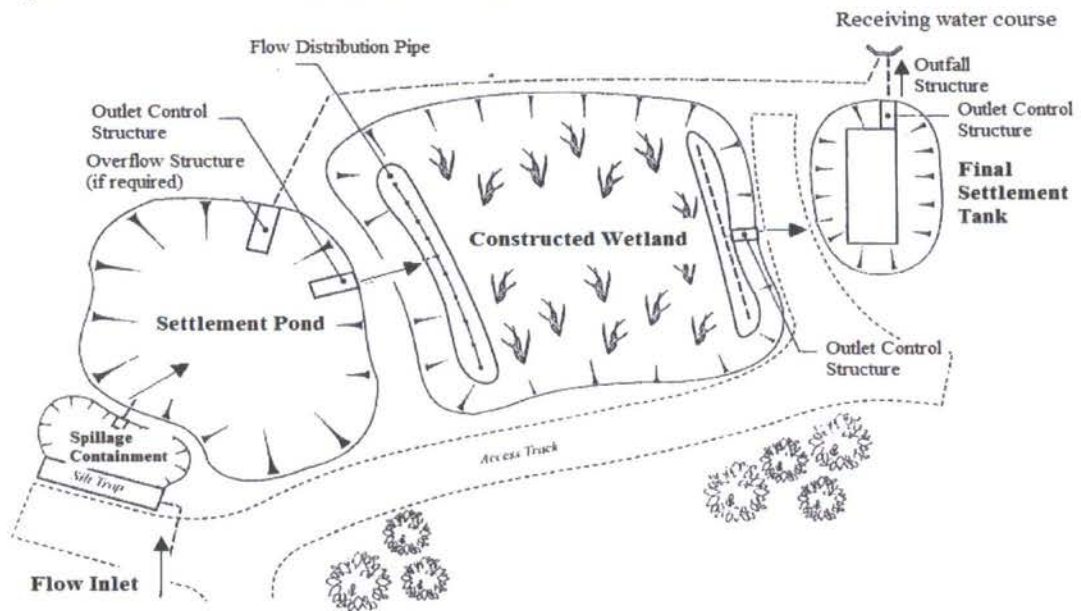 Receiving water course
Flow Distribution Pipe
Outfall
Structure
Outlet Control
Structure
Outlet Control
Structure
Overflow Structure
(if required)
Final
Settlement
Tank
Constructed Wetland
Settlement Pond
Outlet Control
Structure
Spillage
Containment
Silt Trap
Access Track
Flow Inlet